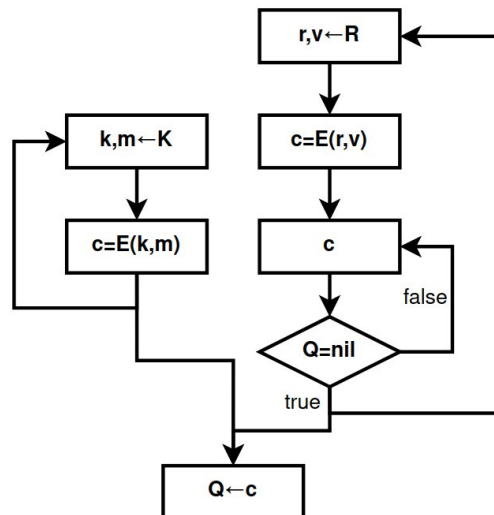 r,v←R
k,m←K
c=E(r,v)
c=E(k,m)
c
false
Q=nil
true
Q←c